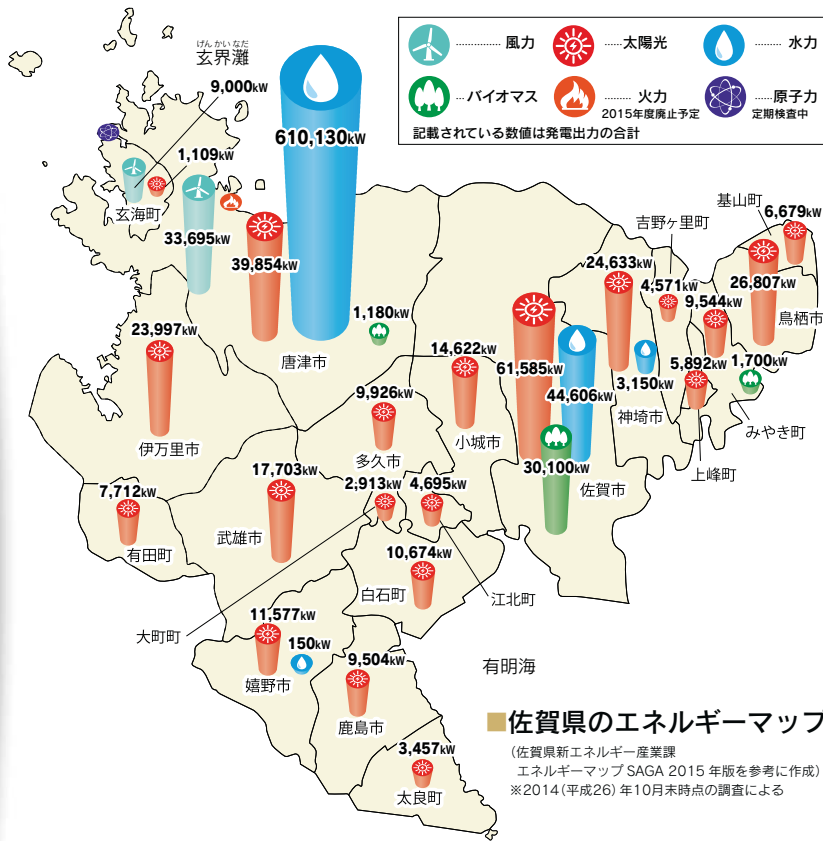 げんかいなだ
玄界灘
風力
太陽光
水力
バイオマス
火力
2015年度廃止予定
原子力
定期検査中
記載されている数値は発電出力の合計
9,000kW
1,109kW
玄海町
33,695kW
39,854kW
610,130kW
1,180kW
唐津市
吉野ヶ里町
基山町
6,679kW
24,633kW
4,571kW
26,807kW
9,544kW
鳥栖市
23,997kW
伊万里市
14,622kW
小城市
61,585kW
44,606kW
30,100kW
佐賀市
3,150kW
神埼市
5,892kW
1,700kW
みやき町
上峰町
9,926kW
多久市
17,703kW
武雄市
2,913kW
4,695kW
7,712kW
有田町
10,674kW
白石町
江北町
大町町
11,577kW
150kW
嬉野市
9,504kW
鹿島市
有明海
3,457kW
太良町
■佐賀県のエネルギーマップ
(佐賀県新エネルギー産業課
エネルギーマップ SAGA 2015 年版を参考に作成)
※2014(平成26)年10月末時点の調査による